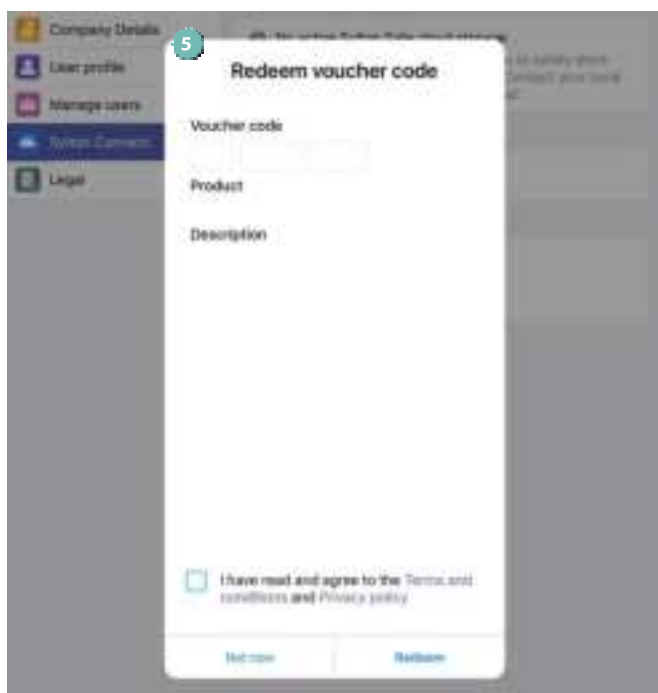 Company Details
User profile
Manage users
Legal
5
Redeem voucher code
Voucher code
Product
Description
I have read and agree to the Terms and
conditions and Privacy policy
Not now
Redeem